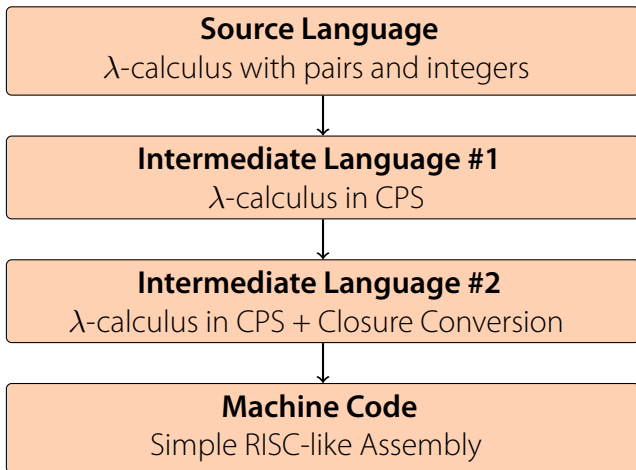 Source Language
λ-calculus with pairs and integers
Intermediate Language #1
λ-calculus in CPS
Intermediate Language #2
λ-calculus in CPS + Closure Conversion
Machine Code
Simple RISC-like Assembly